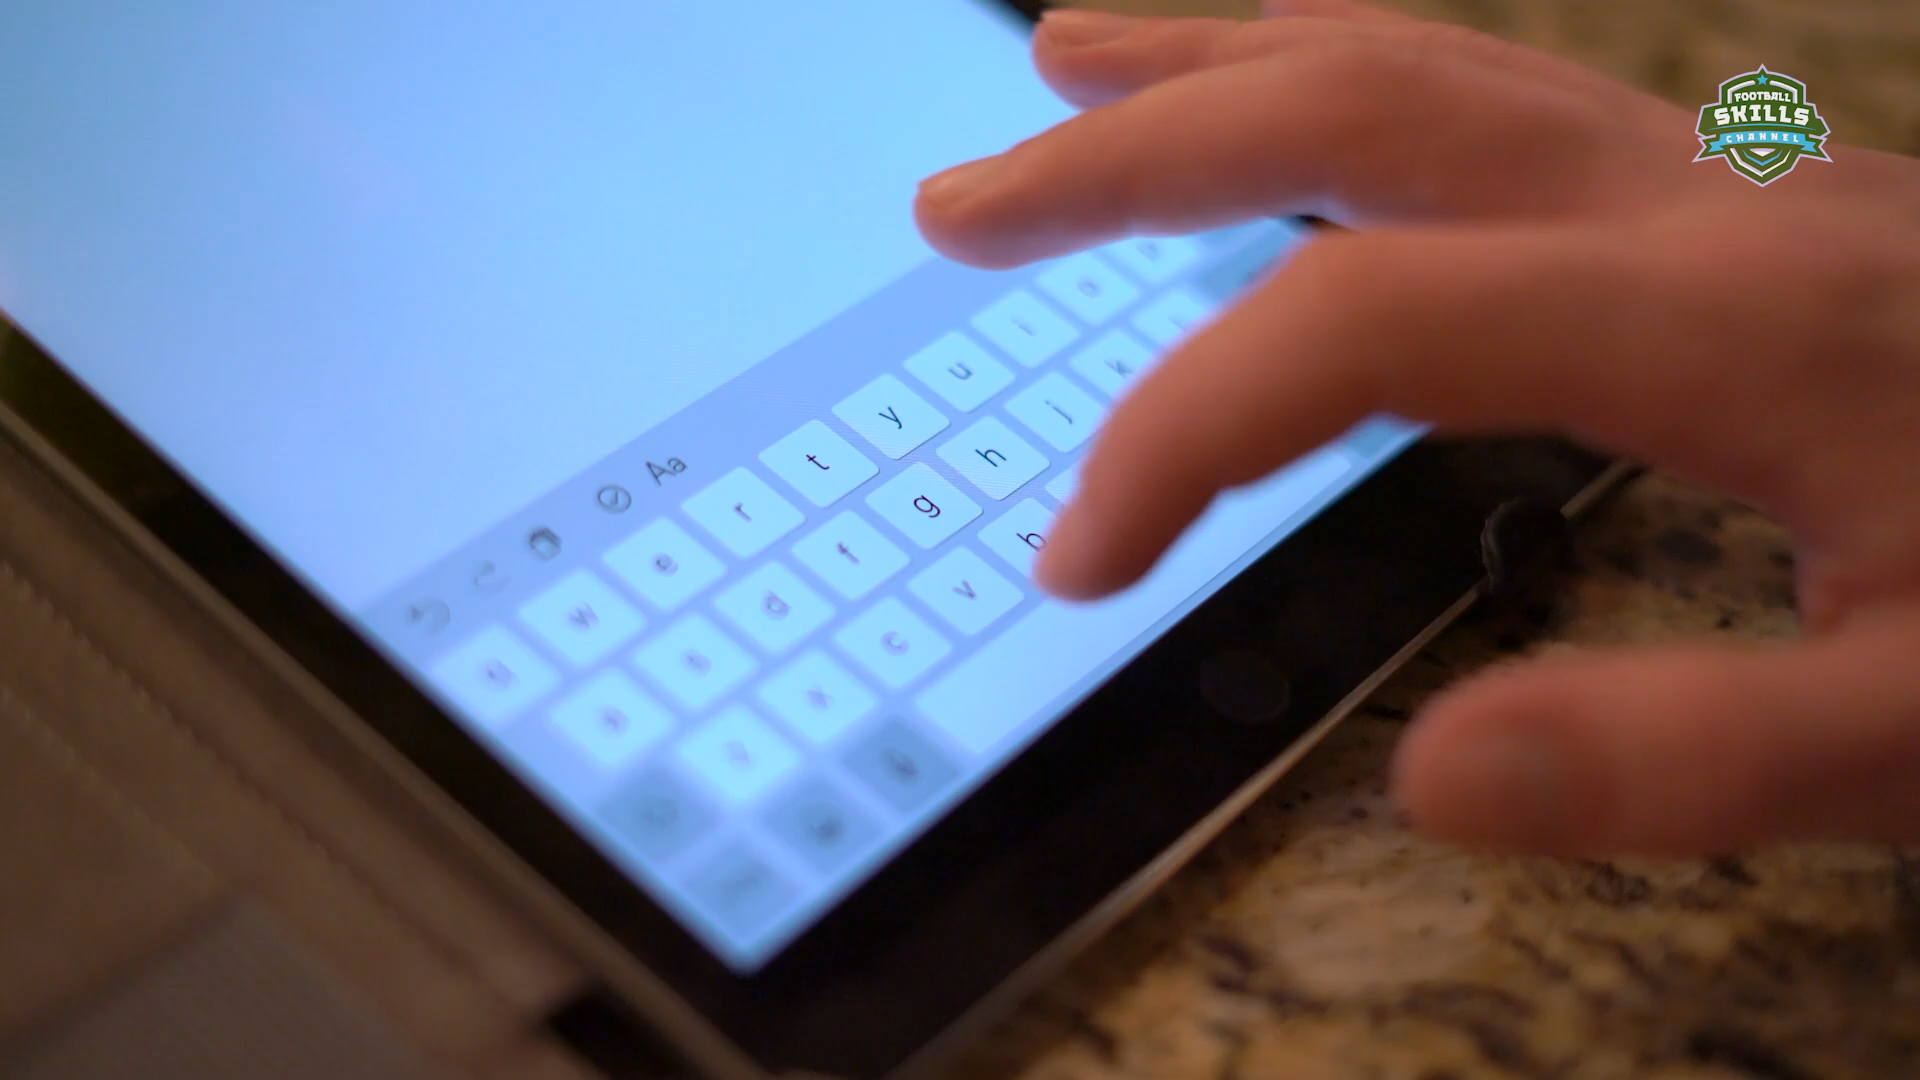 FOOTBALL
SKILLS
CHANNEL
Aa
q w e r t y u i o p
a s d f g h j k l
z x c v b